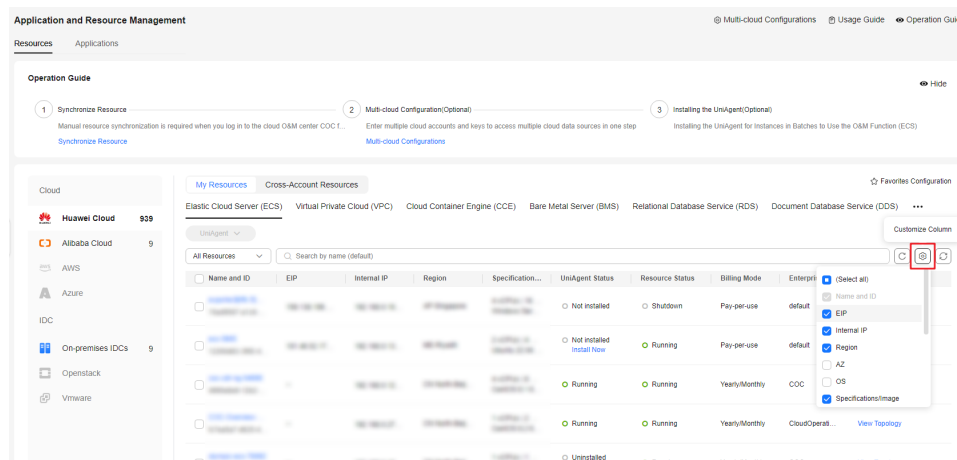 Application and Resource Management
Multi-cloud Configurations Usage Guide Operation Gui
Resources Applications
Operation Guide
Hide
1 Synchronize Resource 2 Multi-cloud Configuration(Optional) 3 Installing the UniAgent(Optional)
Manual resource synchronization is required when you log in to the cloud O&M center COC f... Enter multiple cloud accounts and keys to access multiple cloud data sources in one step Installing the UniAgent for Instances in Batches to Use the O&M Function (ECS)
Synchronize Resource Multi-cloud Configurations
Cloud
Huawei Cloud 939
Alibaba Cloud 9
AWS
Azure
IDC
On-premises IDCs 9
Openstack
Vmware
My Resources Cross-Account Resources
Favorites Configuration
Elastic Cloud Server (ECS) Virtual Private Cloud (VPC) Cloud Container Engine (CCE) Bare Metal Server (BMS) Relational Database Service (RDS) Document Database Service (DDS) •••
Customize Column
UniAgent
All Resources Search by name (default)
Name and ID EIP Internal IP Region Specification... UniAgent Status Resource Status Billing Mode Enterpri
Not installed Shutdown Pay-per-use default
Not installed Running Pay-per-use default
Install Now
-- Running Running Yearly/Monthly COC
-- Running Running Yearly/Monthly CloudOperati... View Topology
Uninstalled
(Select all)
Name and ID
EIP
Internal IP
Region
AZ
OS
Specifications/Image